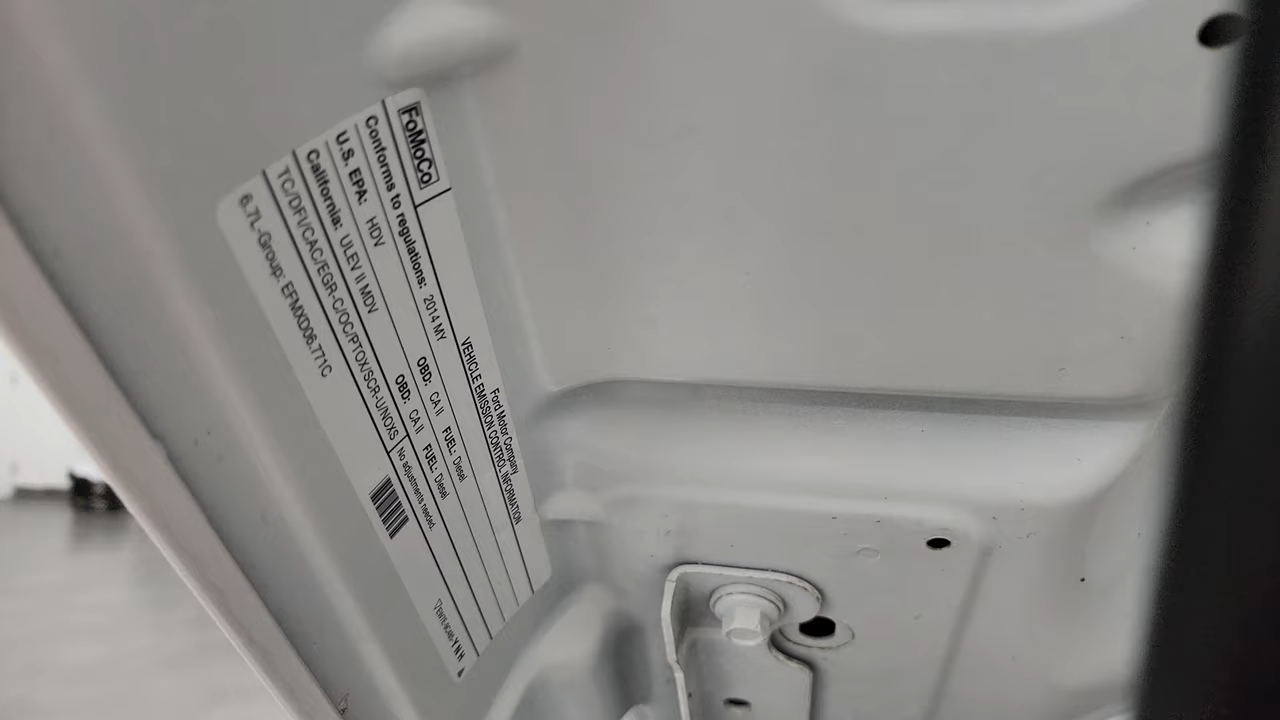 FoMoCo
Ford Motor Company
VEHICLE EMISSION CONTROL INFORMATION
Conforms to regulations: 2014 MY
U.S. EPA: HDV OBD: CA II FUEL: Diesel
California: ULEV II MDV OBD: CA II FUEL: Diesel
TC/DFI/CAC/EGR-C/OC/PTOX/SCR-U/NOXS No adjustments needed.
6.7L-Group: EFMXD06.771C
YNH